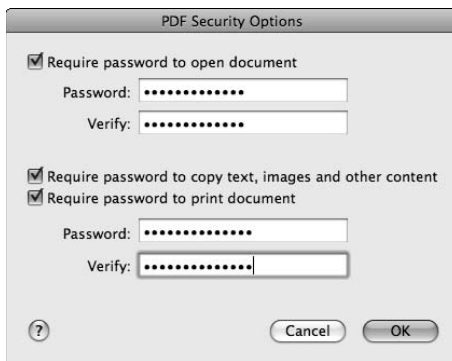 PDF Security Options
Require password to open document
Password: •••••••••••••
Verify: •••••••••••••
Require password to copy text, images and other content
Require password to print document
Password: ••••••••••••••
Verify: ••••••••••••••
? Cancel OK